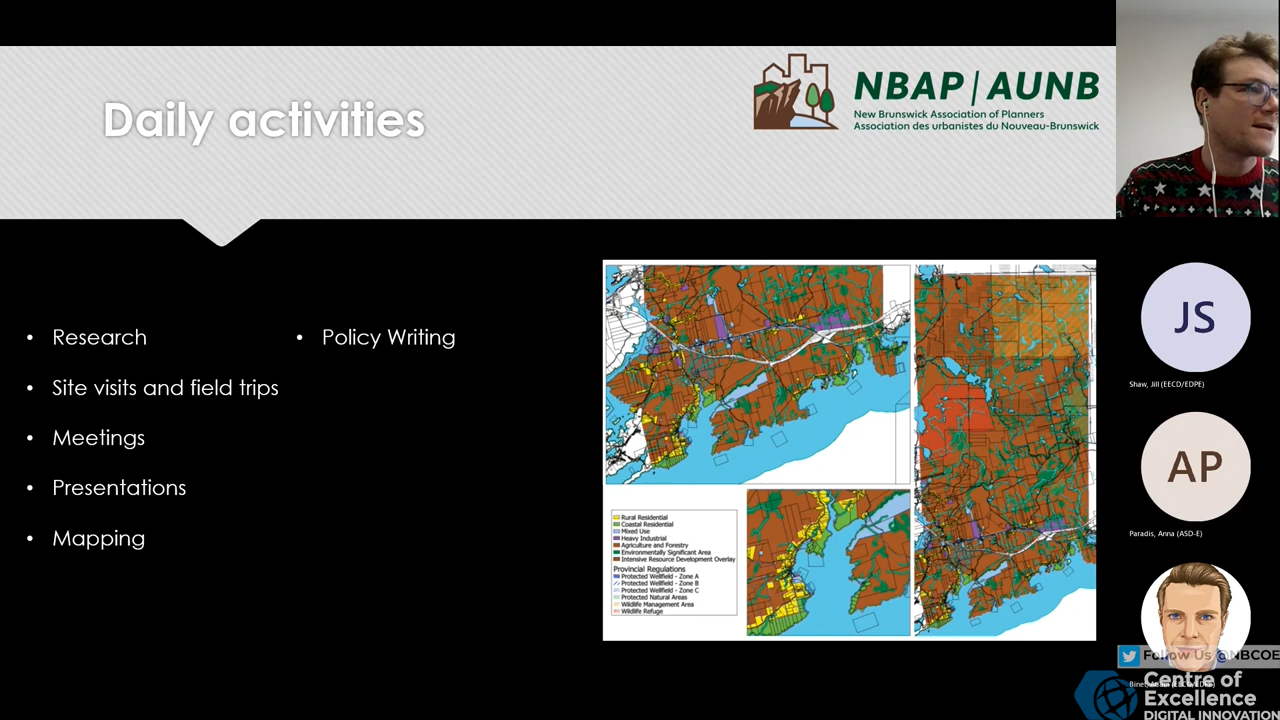 Daily activities
NBAP | AUNB
New Brunswick Association of Planners
Association des urbanistes du Nouveau-Brunswick
• Research
• Site visits and field trips
• Meetings
• Presentations
• Mapping
• Policy Writing
Rural Residential
Coastal Residential
Mixed Use
Heavy Industrial
Agriculture and Forestry
Environmentally Significant Area
Intensive Resource Development Overlay
Provincial Regulations
Protected Wellfield - Zone A
Protected Wellfield - Zone B
Protected Wellfield - Zone C
Protected Natural Areas
Wildlife Management Area
Wildlife Refuge
JS
Shaw, Jill (EECD/EDPE)
AP
Paradis, Anna (ASD-E)
Follow Us @NBCOE
Centre of
Excellence
DIGITAL INNOVATION